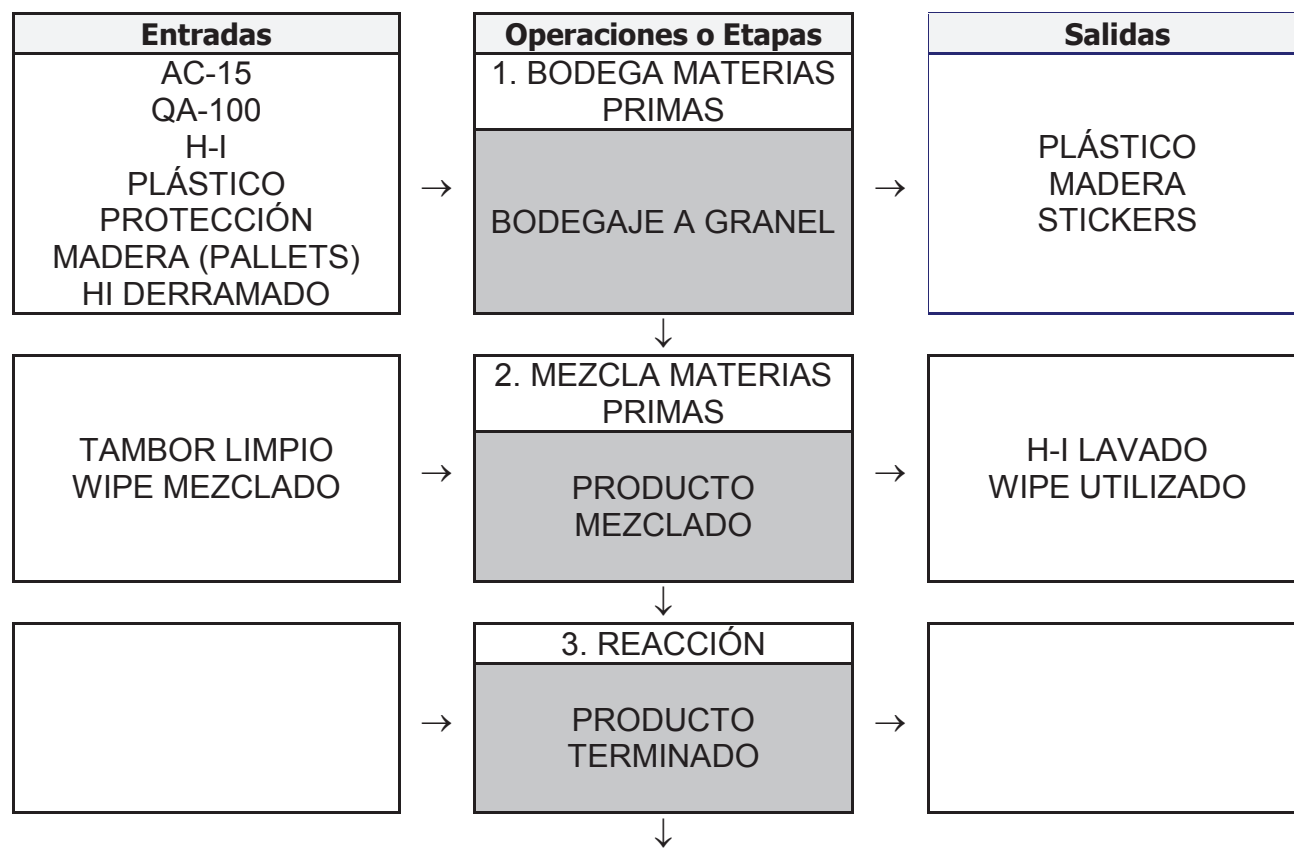 Entradas
AC-15
QA-100
H-I
PLÁSTICO
PROTECCIÓN
MADERA (PALLETS)
HI DERRAMADO
→
Operaciones o Etapas
1. BODEGA MATERIAS
PRIMAS
BODEGAJE A GRANEL
→
Salidas
PLÁSTICO
MADERA
STICKERS
↓
TAMBOR LIMPIO
WIPE MEZCLADO
→
2. MEZCLA MATERIAS
PRIMAS
PRODUCTO
MEZCLADO
→
H-I LAVADO
WIPE UTILIZADO
↓
→
3. REACCIÓN
PRODUCTO
TERMINADO
→
↓